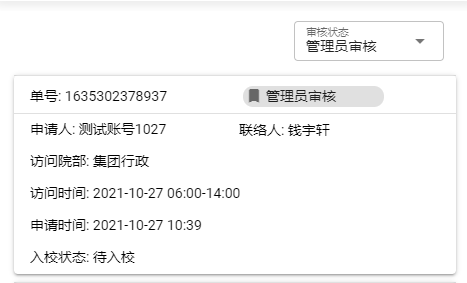 审核状态
管理员审核
单号: 1635302378937 管理员审核
申请人: 测试账号1027 联络人: 钱宇轩
访问院部: 集团行政
访问时间: 2021-10-27 06:00-14:00
申请时间: 2021-10-27 10:39
入校状态: 待入校